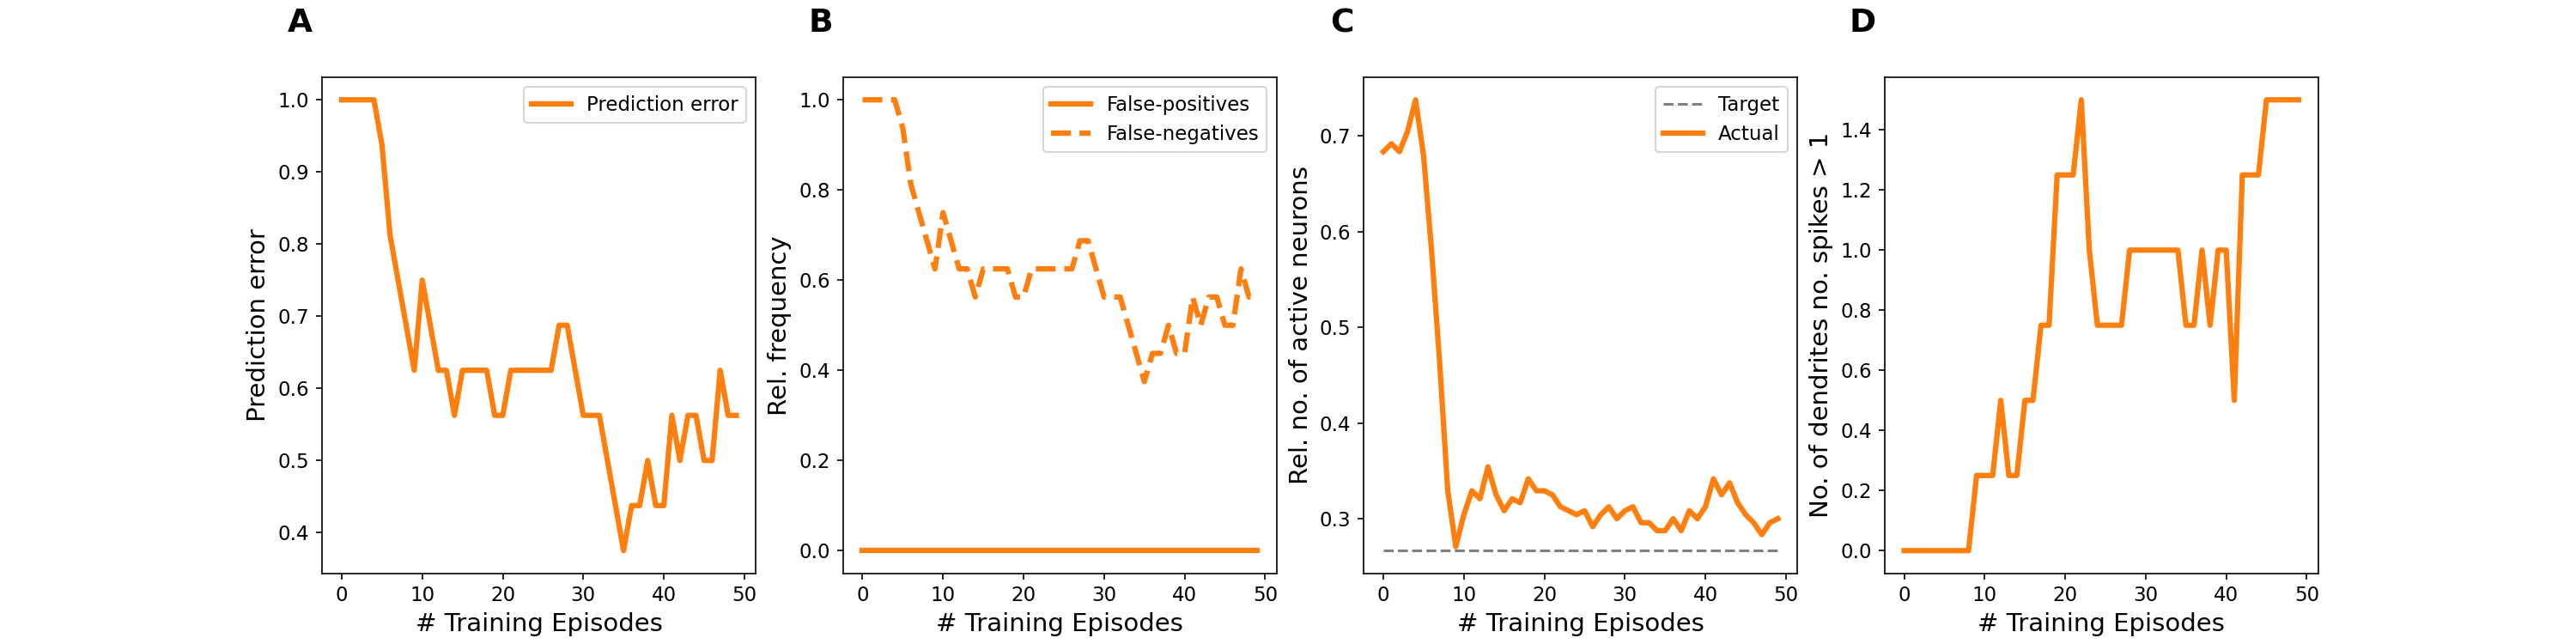 A
Prediction error
1.0
0.9
0.8
0.7
0.6
0.5
0.4
Prediction error
0
10
20
30
40
50
# Training Episodes
B
Rel. frequency
1.0
0.8
0.6
0.4
0.2
0.0
False-positives
False-negatives
0
10
20
30
40
50
# Training Episodes
C
Rel. no. of active neurons
0.7
0.6
0.5
0.4
0.3
Target
Actual
0
10
20
30
40
50
# Training Episodes
D
No. of dendrites no. spikes > 1
1.4
1.2
1.0
0.8
0.6
0.4
0.2
0.0
0
10
20
30
40
50
# Training Episodes